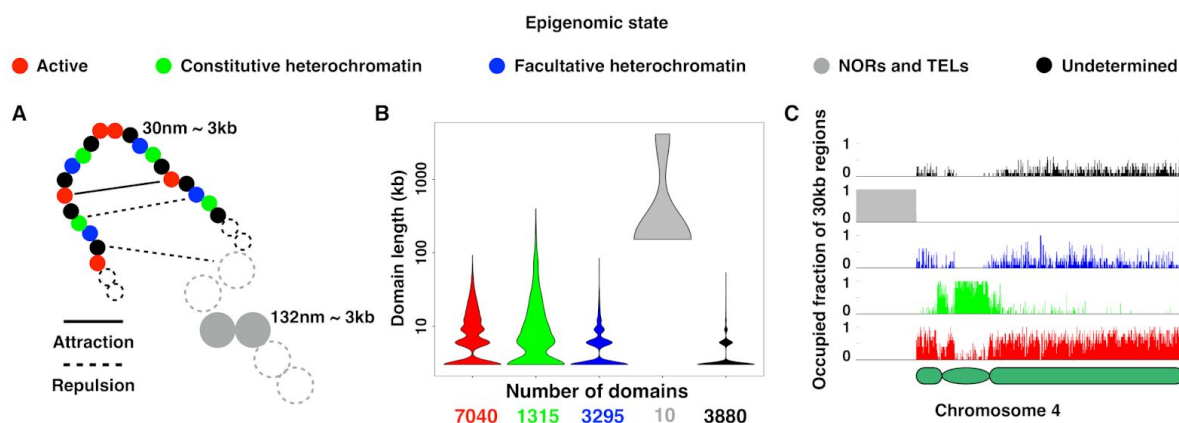 Epigenomic state
Active
Constitutive heterochromatin
Facultative heterochromatin
NORs and TELs
Undetermined
A
30nm ~ 3kb
132nm ~ 3kb
Attraction
Repulsion
B
Domain length (kb)
1000
100
10
Number of domains
7040 1315 3295 10 3880
C
Occupied fraction of 30kb regions
1
0
1
0
1
0
1
0
1
0
Chromosome 4